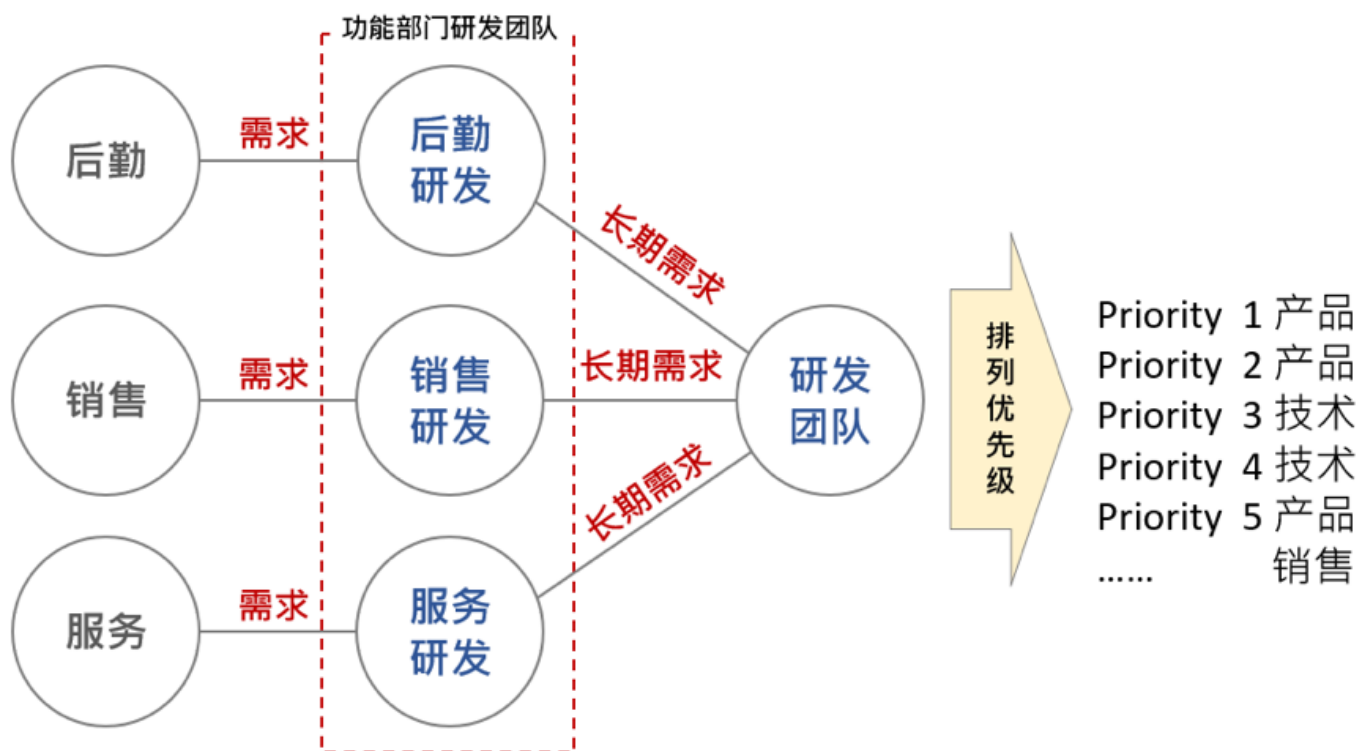 功能部门研发团队
后勤
需求
后勤
研发
长期需求
销售
需求
销售
研发
长期需求
研发
团队
服务
需求
服务
研发
长期需求
排
列
优
先
级
Priority 1 产品
Priority 2 产品
Priority 3 技术
Priority 4 技术
Priority 5 产品
...... 销售